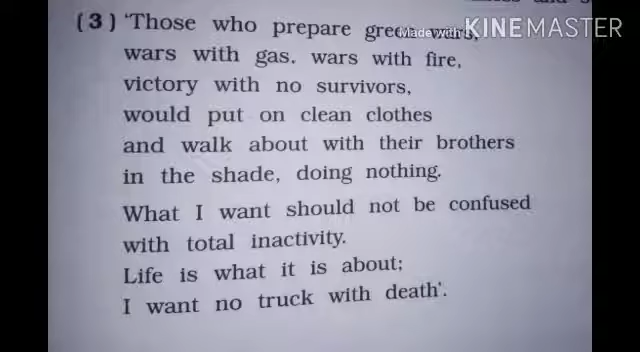 Made with KINEMASTER
(3) 'Those who prepare green wars,
wars with gas. wars with fire,
victory with no survivors,
would put on clean clothes
and walk about with their brothers
in the shade, doing nothing.
What I want should not be confused
with total inactivity.
Life is what it is about;
I want no truck with death'.